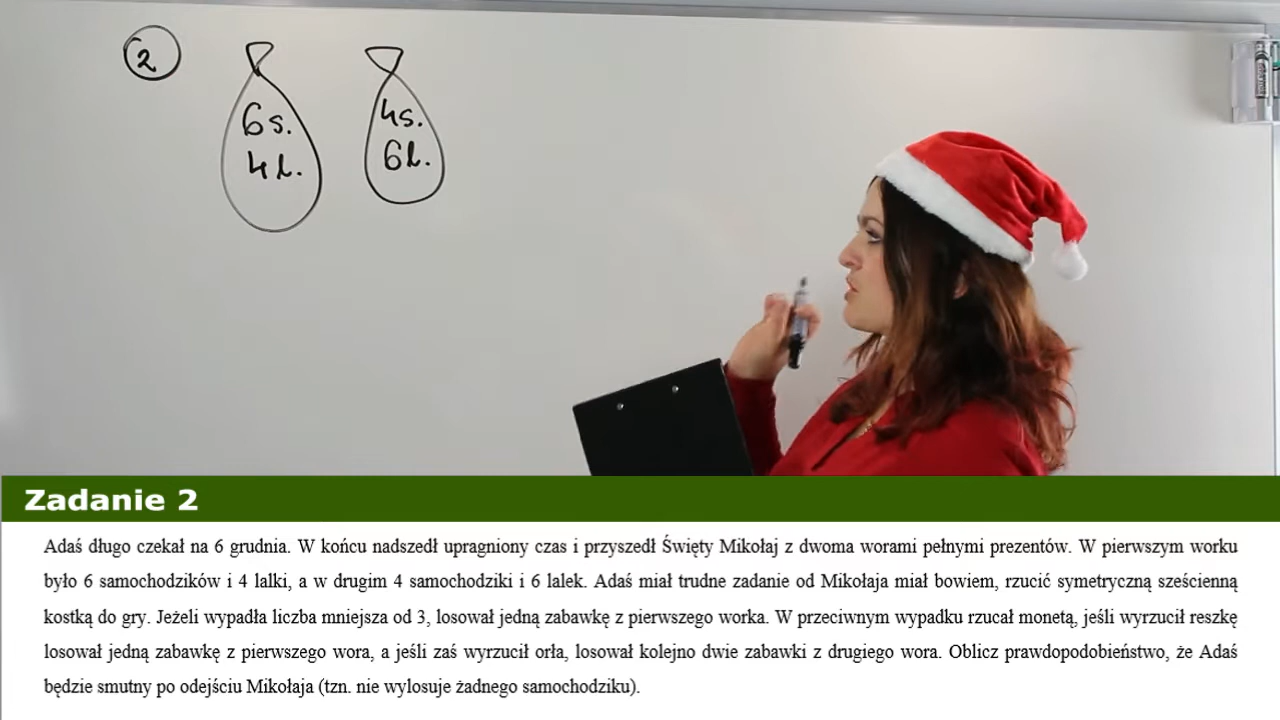 2
6s. 4s.
4l. 6l.
Zadanie 2
Adaś długo czekał na 6 grudnia. W końcu nadszedł upragniony czas i przyszedł Święty Mikołaj z dwoma worami pełnymi prezentów. W pierwszym worku
było 6 samochodzików i 4 lalki, a w drugim 4 samochodziki i 6 lalek. Adaś miał trudne zadanie od Mikołaja miał bowiem, rzucić symetryczną sześcienną
kostką do gry. Jeżeli wypadła liczba mniejsza od 3, losował jedną zabawkę z pierwszego worka. W przeciwnym wypadku rzucał monetą, jeśli wyrzucił reszkę
losował jedną zabawkę z pierwszego wora, a jeśli zaś wyrzucił orła, losował kolejno dwie zabawki z drugiego wora. Oblicz prawdopodobieństwo, że Adaś
będzie smutny po odejściu Mikołaja (tzn. nie wylosuje żadnego samochodziku).